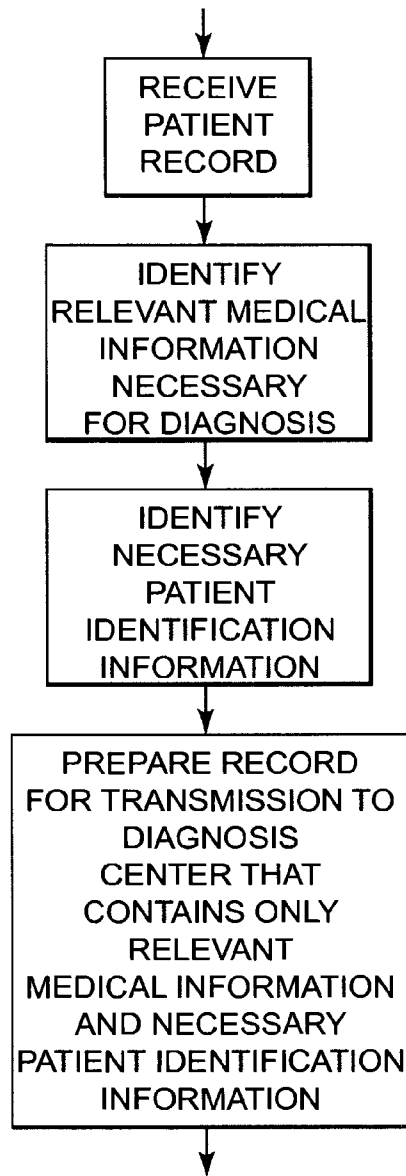 RECEIVE
PATIENT
RECORD
IDENTIFY
RELEVANT MEDICAL
INFORMATION
NECESSARY
FOR DIAGNOSIS
IDENTIFY
NECESSARY
PATIENT
IDENTIFICATION
INFORMATION
PREPARE RECORD
FOR TRANSMISSION TO
DIAGNOSIS
CENTER THAT
CONTAINS ONLY
RELEVANT
MEDICAL INFORMATION
AND NECESSARY
PATIENT IDENTIFICATION
INFORMATION